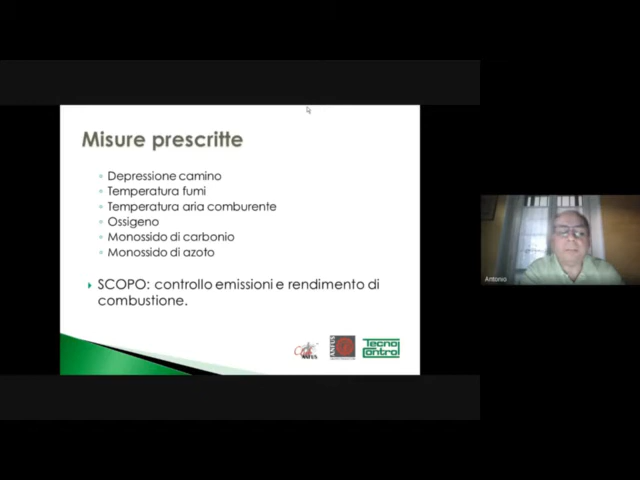 Misure prescritte
Depressione camino
Temperatura fumi
Temperatura aria comburente
Ossigeno
Monossido di carbonio
Monossido di azoto
SCOPO: controllo emissioni e rendimento di
combustione.
Tecno
Control
Antonio